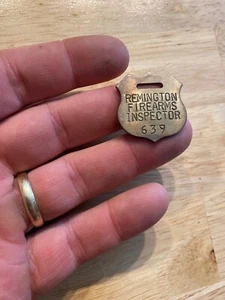 REMINGTON
FIREARMS
INSPECTOR
639